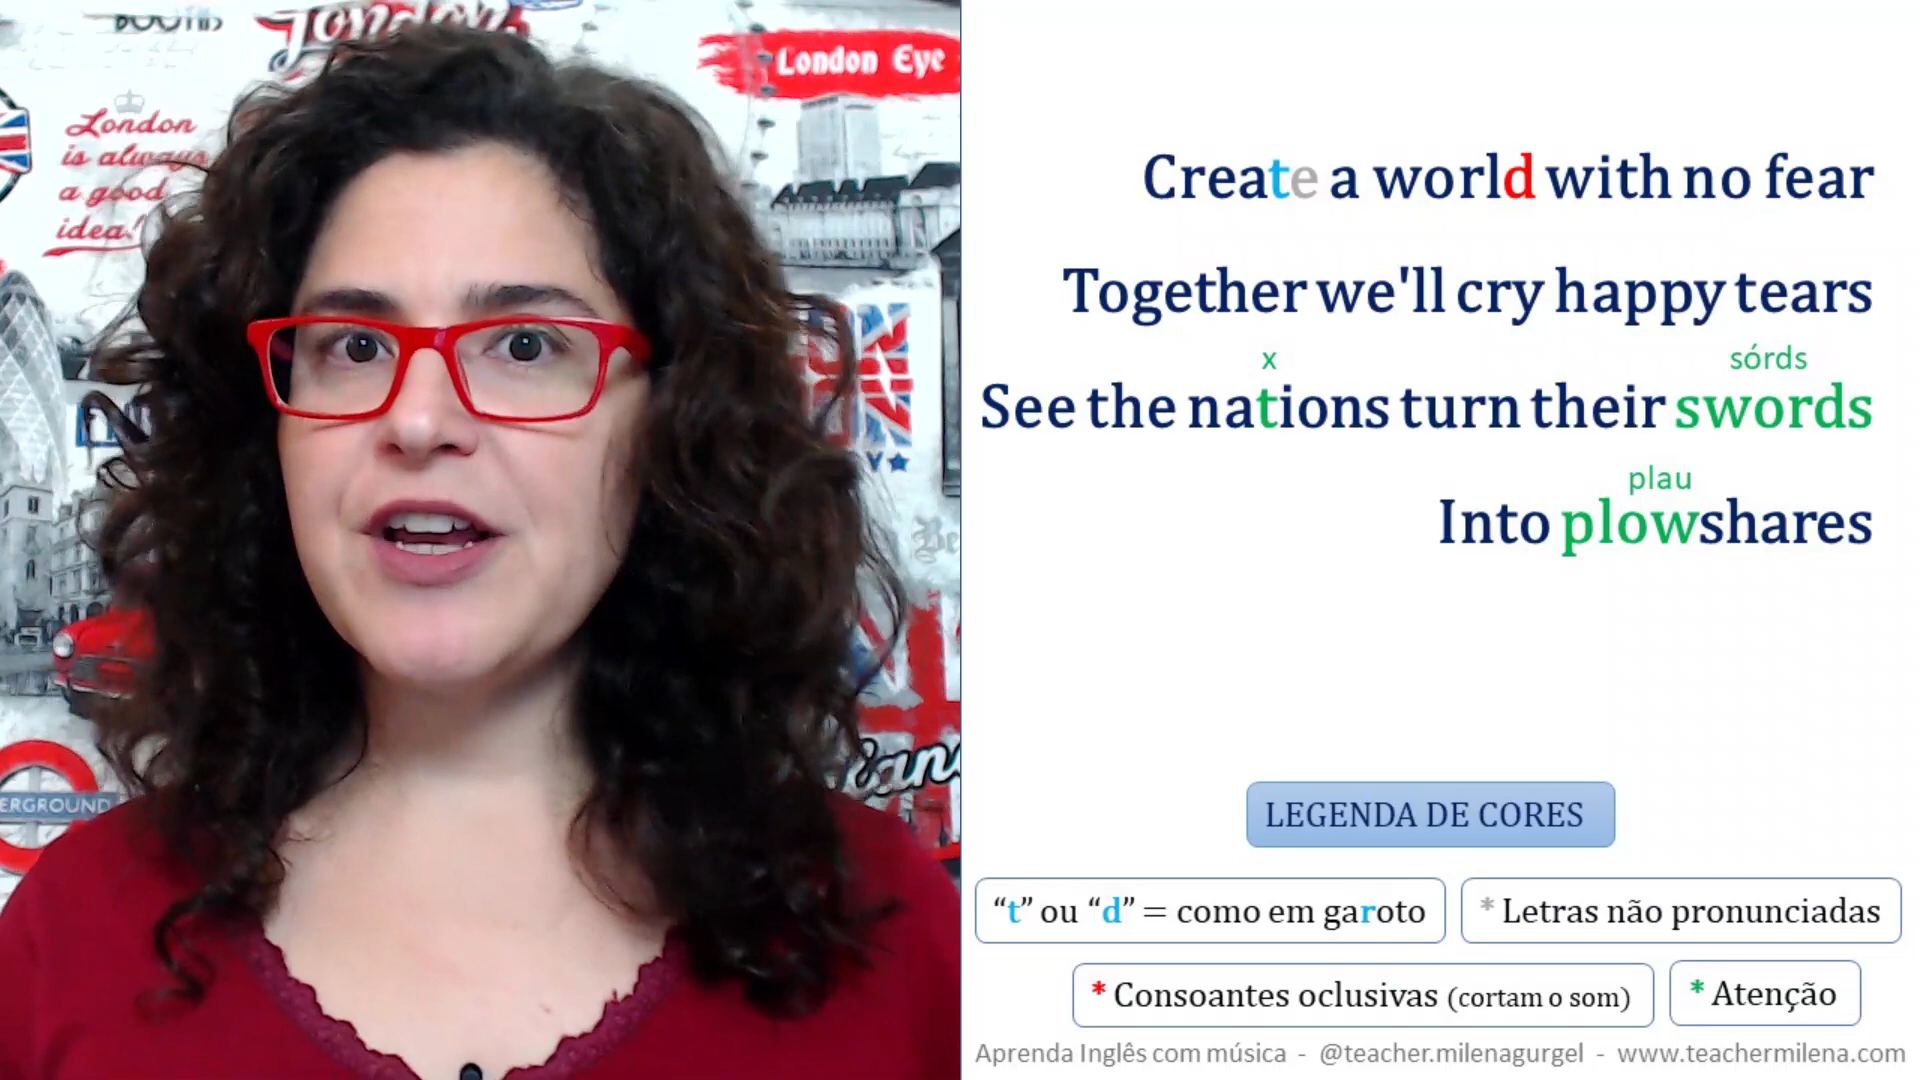 London
London Eye
London
is always
a good
idea!
ERGROUND
Create a world with no fear
Together we'll cry happy tears
x sórds
See the nations turn their swords
plau
Into plowshares
LEGENDA DE CORES
“t” ou “d” = como em garoto
* Letras não pronunciadas
* Consoantes oclusivas (cortam o som)
* Atenção
Aprenda Inglês com música - @teacher.milenagurgel - www.teachermilena.com